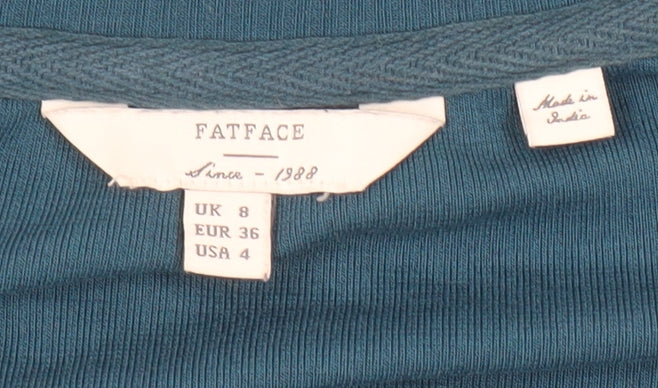 FATFACE
Since - 1988
UK 8
EUR 36
USA 4
Made in
India